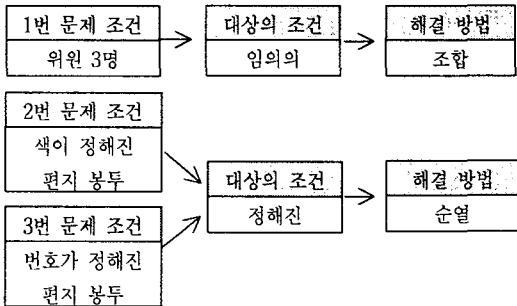 1번 문제 조건
위원 3명
대상의 조건
임의의
해결 방법
조합
2번 문제 조건
색이 정해진
편지 봉투
3번 문제 조건
번호가 정해진
편지 봉투
대상의 조건
정해진
해결 방법
순열